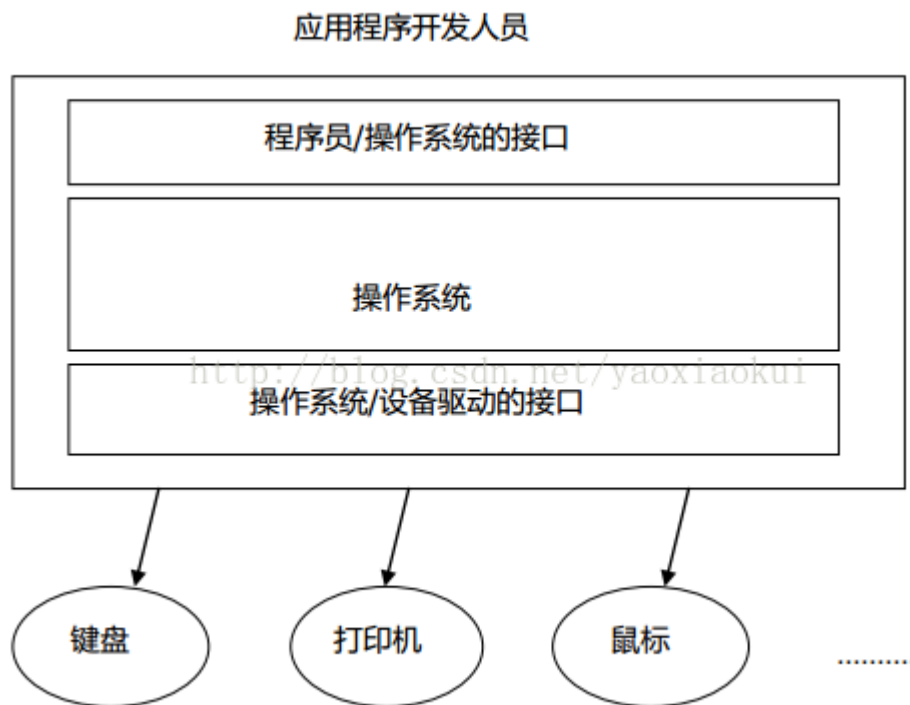 应用程序开发人员
程序员/操作系统的接口
操作系统
http://blog.csdn.net/yaoxiaokui
操作系统/设备驱动的接口
键盘
打印机
鼠标
.........